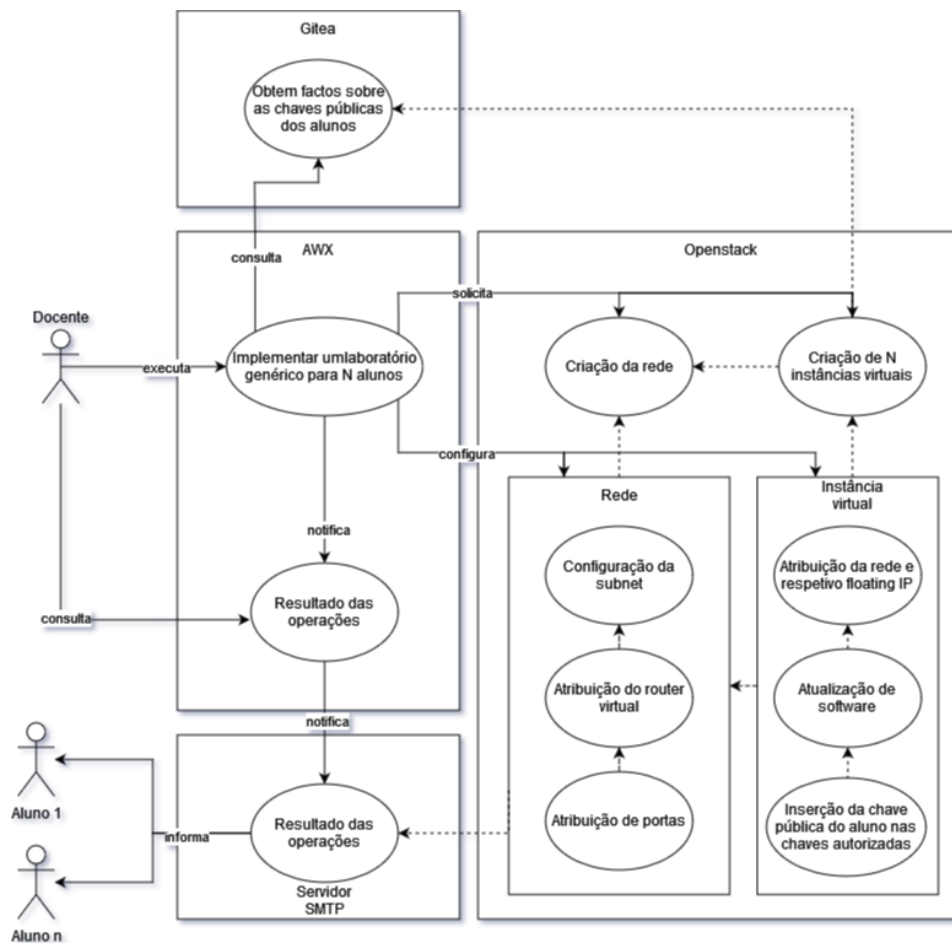 Gitea
Obtem factos sobre
as chaves públicas
dos alunos
consulta
AWX
Openstack
solicita
Docente
executa
Implementar umlaboratório
genérico para N alunos
Criação da rede
Criação de N
instâncias virtuais
configura
Rede
Instância
virtual
notifica
Configuração da
subnet
Atribuição da rede e
respetivo floating IP
Resultado das
operações
consulta
Atribuição do router
virtual
Atualização de
software
notifica
Aluno 1
informa
Resultado das
operações
Atribuição de portas
Inserção da chave
pública do aluno nas
chaves autorizadas
Servidor
SMTP
Aluno n